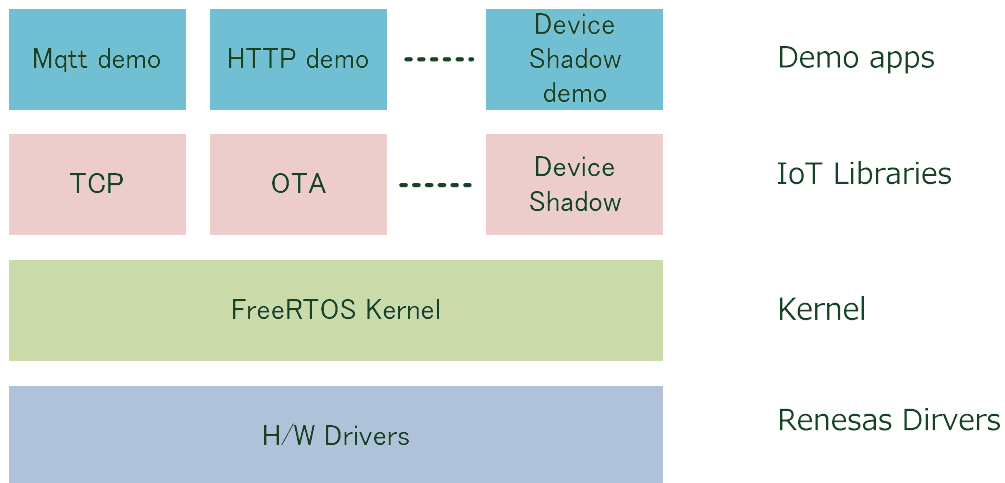 Mqtt demo
HTTP demo
Device
Shadow
demo
Demo apps
TCP
OTA
Device
Shadow
IoT Libraries
FreeRTOS Kernel
Kernel
H/W Drivers
Renesas Dirvers